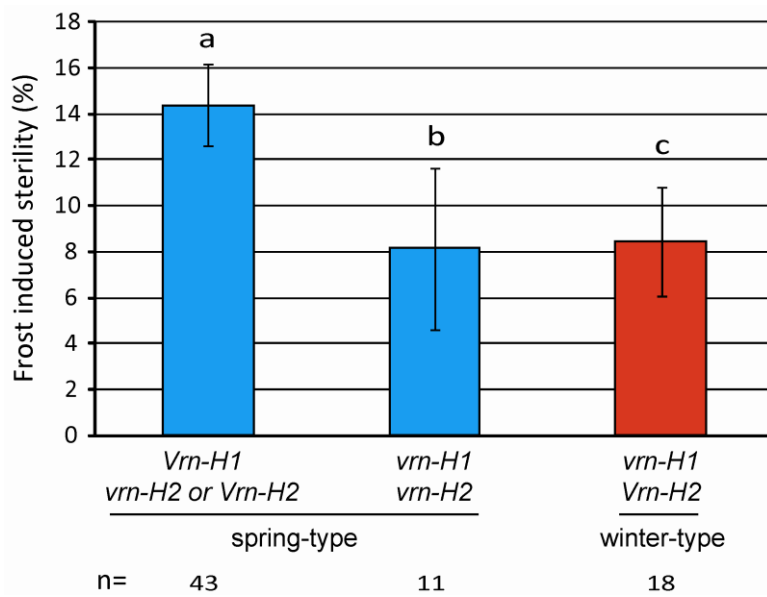 Frost induced sterility (%)
18
16
14
12
10
8
6
4
2
0
a
b
c
Vrn-H1
vrn-H2 or Vrn-H2
vrn-H1
vrn-H2
vrn-H1
Vrn-H2
spring-type
winter-type
n= 43 11 18